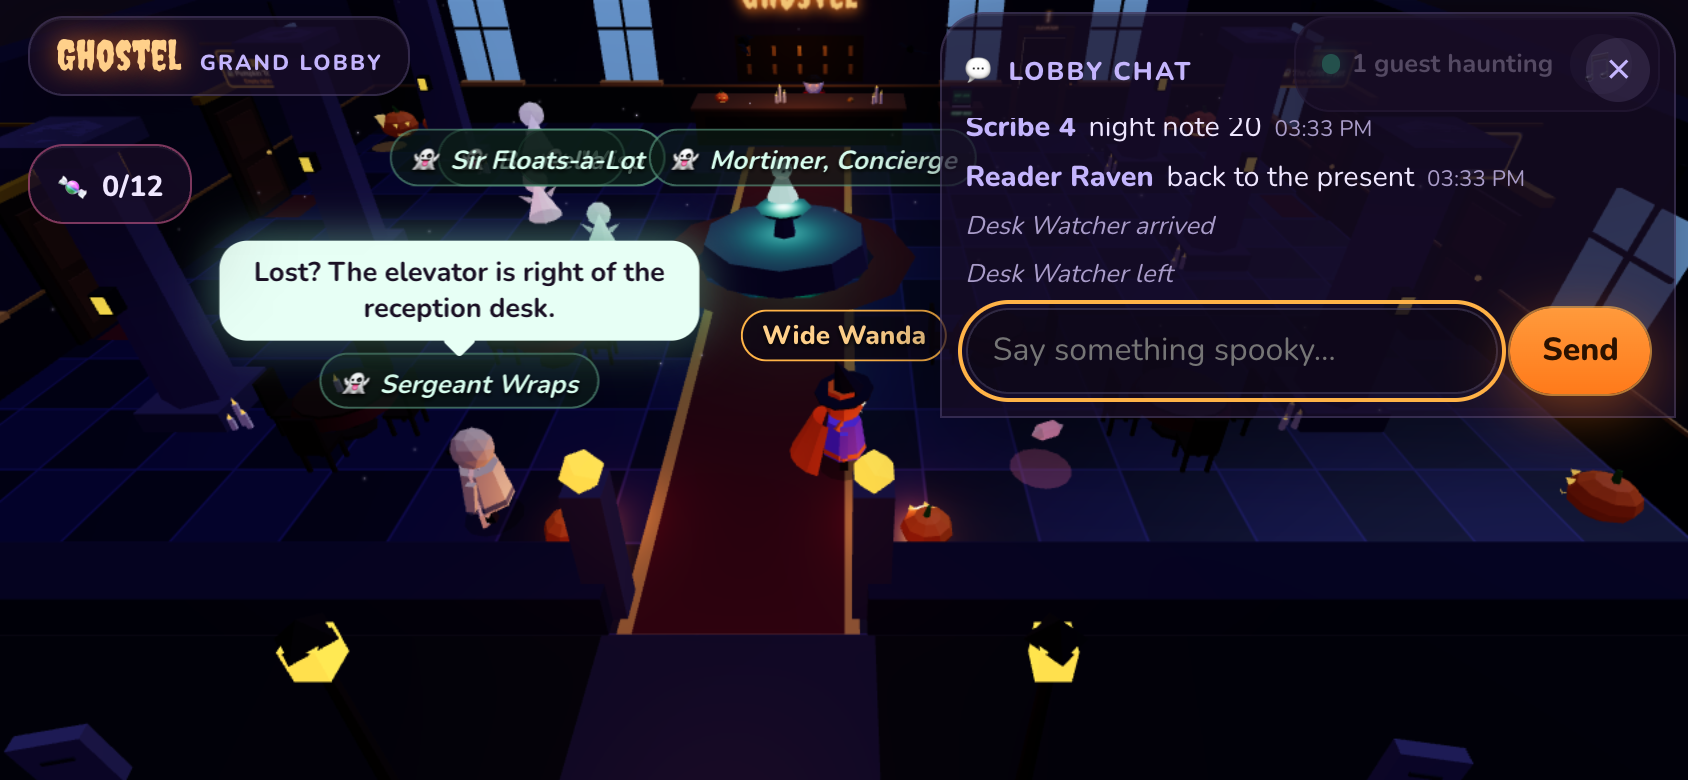 GHOSTEL
GHOSTEL GRAND LOBBY
LOBBY CHAT
1 guest haunting
0/12
Scribe 4 night note 20 03:33 PM
Sir Floats-a-Lot
Mortimer, Concierge
Reader Raven back to the present 03:33 PM
Desk Watcher arrived
Desk Watcher left
Lost? The elevator is right of the
reception desk.
Wide Wanda
Say something spooky...
Send
Sergeant Wraps